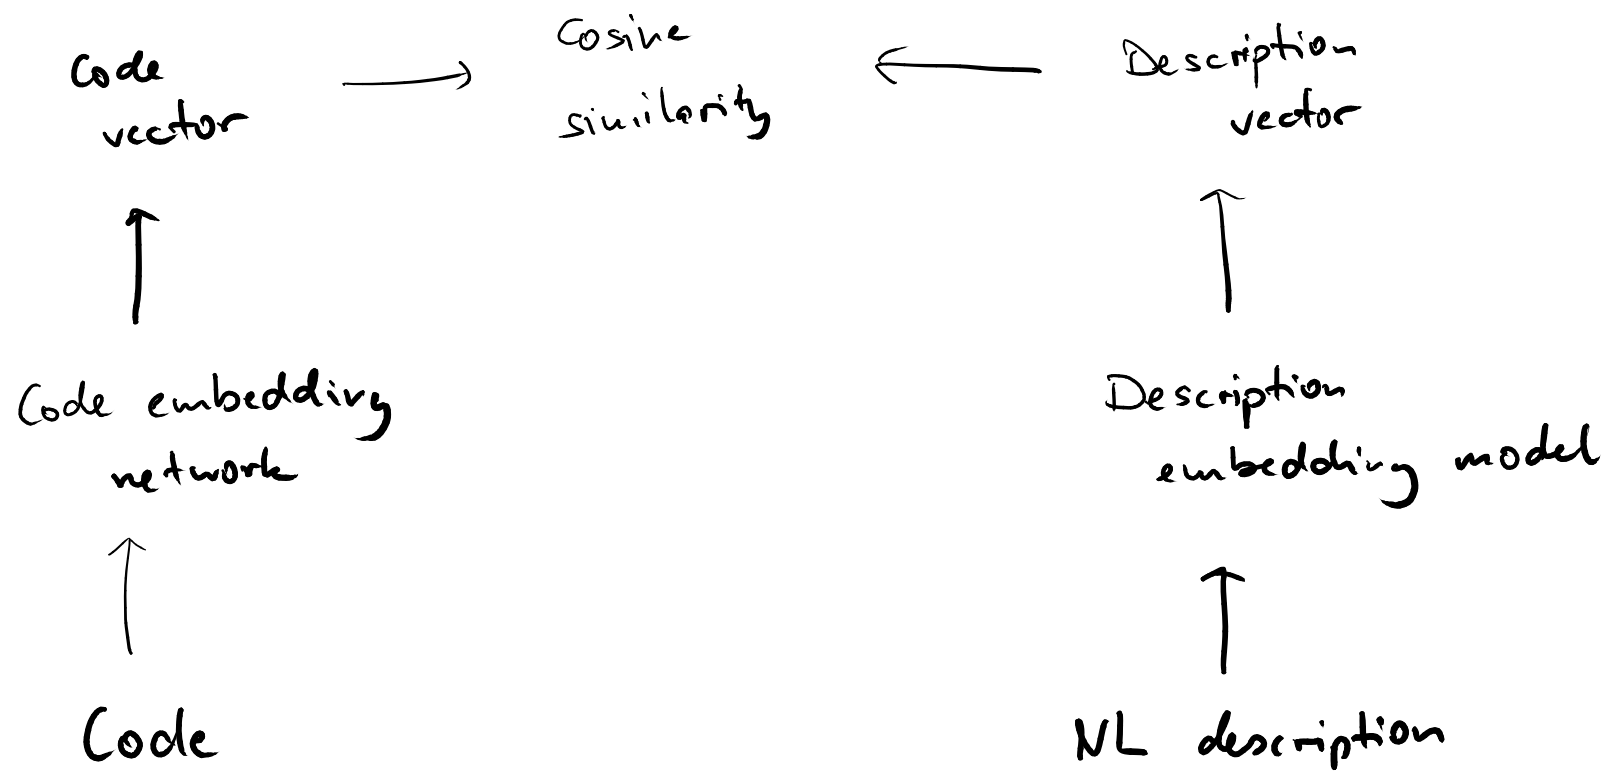 Code
vector
Cosine
similarity
Description
vector
Code embedding
network
Description
embedding model
Code
NL description